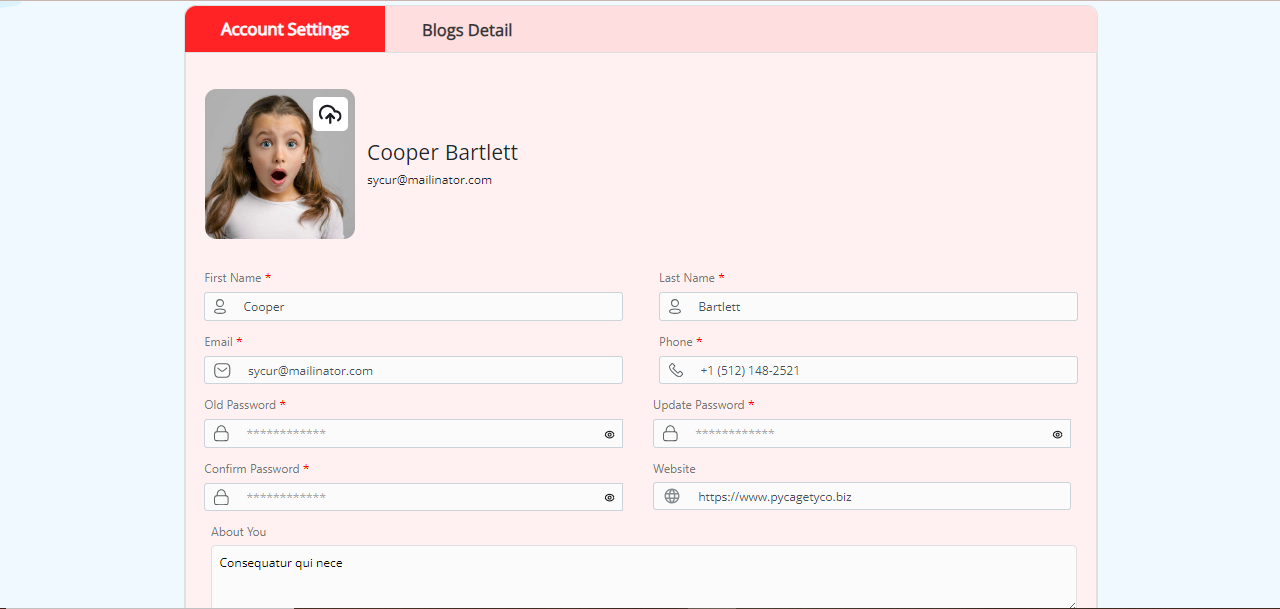 Account Settings
Blogs Detail
Cooper Bartlett
sycur@mailinator.com
First Name *
Last Name *
Cooper
Bartlett
Email *
Phone *
sycur@mailinator.com
+1 (512) 148-2521
Old Password *
Update Password *
************
************
Confirm Password *
Website
************
https://www.pycagetyco.biz
About You
Consequatur qui nece